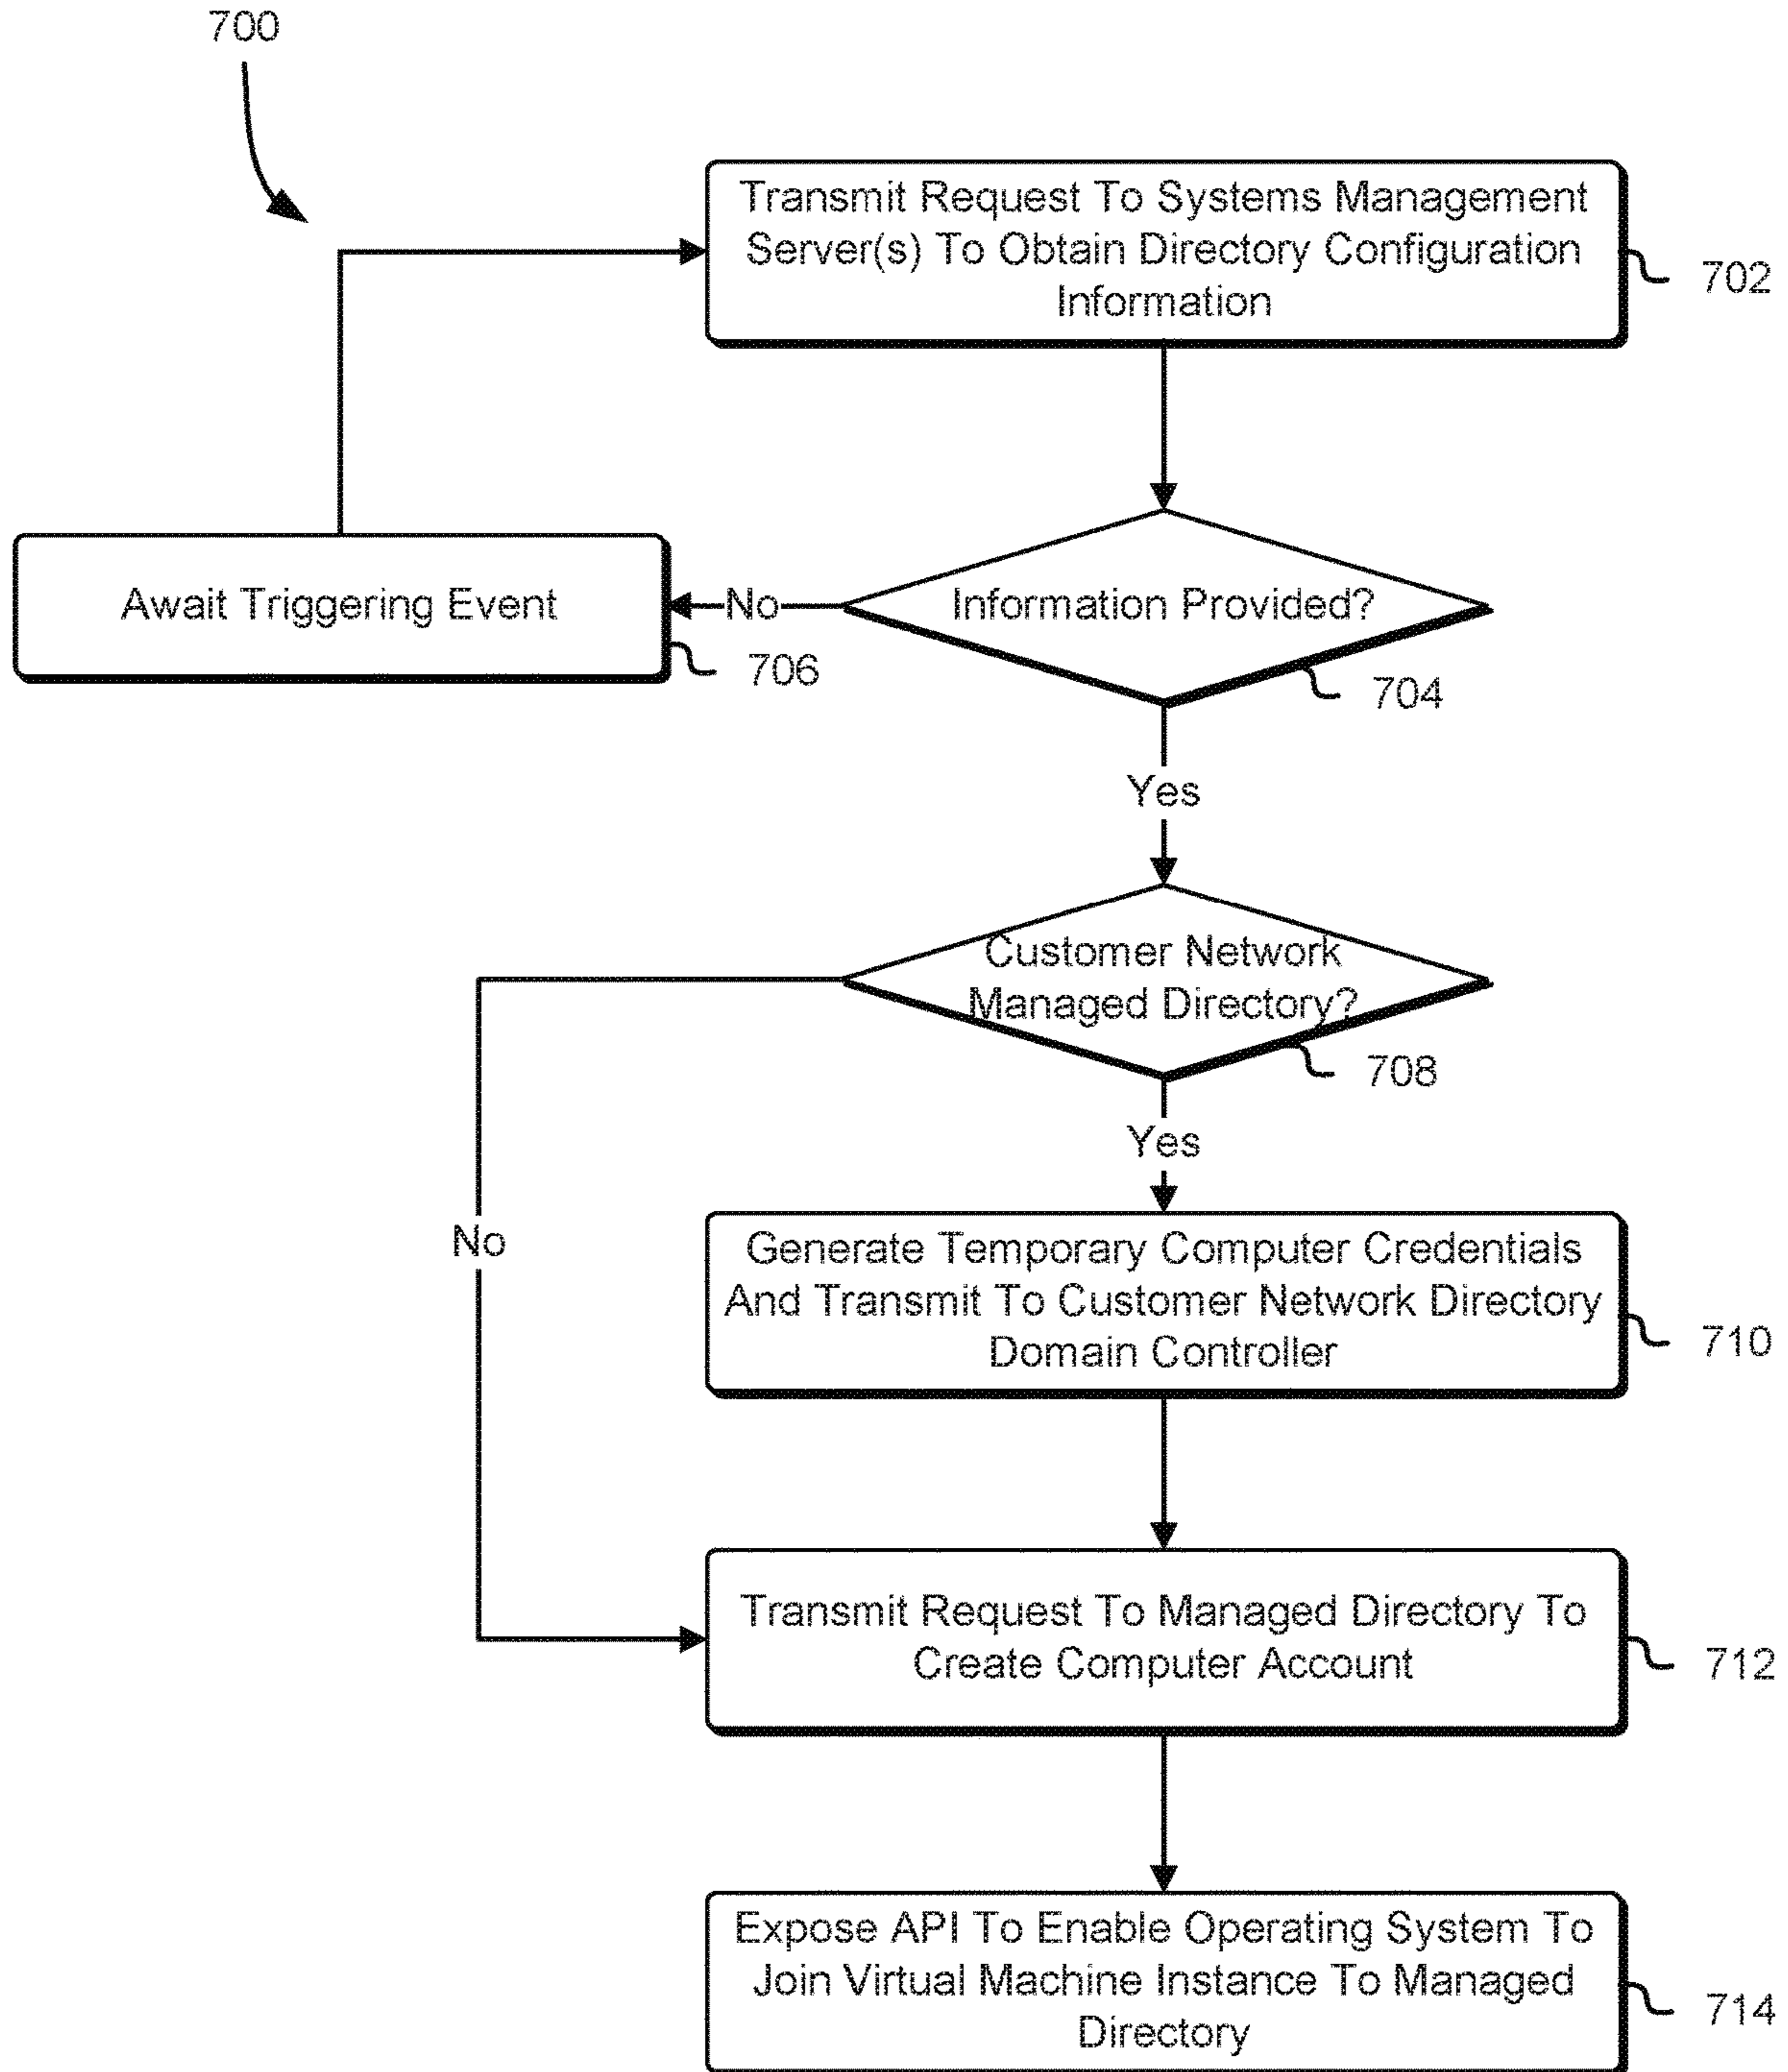 700
Transmit Request To Systems Management
Server(s) To Obtain Directory Configuration
Information
702
Await Triggering Event
706
No
Information Provided?
704
Yes
Customer Network
Managed Directory?
708
Yes
No
Generate Temporary Computer Credentials
And Transmit To Customer Network Directory
Domain Controller
710
Transmit Request To Managed Directory To
Create Computer Account
712
Expose API To Enable Operating System To
Join Virtual Machine Instance To Managed
Directory
714